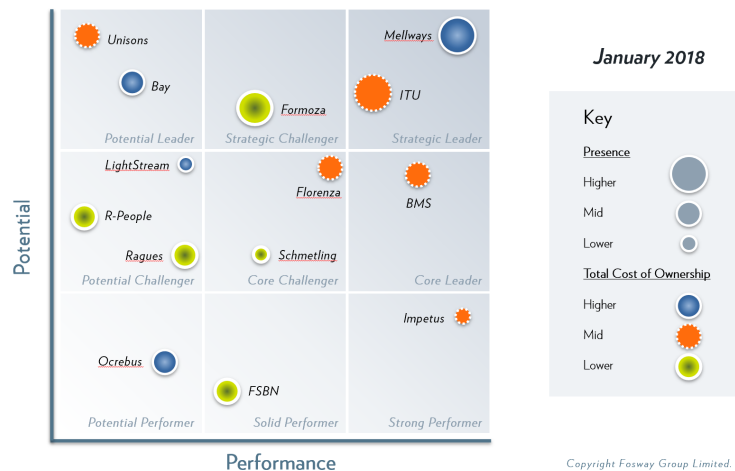 Unisons
Mellways
January 2018
Bay
ITU
Formoza
Potential Leader
Strategic Challenger
Strategic Leader
LightStream
Florenza
BMS
R-People
Ragues
Schmetling
Potential Challenger
Core Challenger
Core Leader
Impetus
Ocrebus
FSBN
Potential Performer
Solid Performer
Strong Performer
Potential
Performance
Key
Presence
Higher
Mid
Lower
Total Cost of Ownership
Higher
Mid
Lower
Copyright Fosway Group Limited.